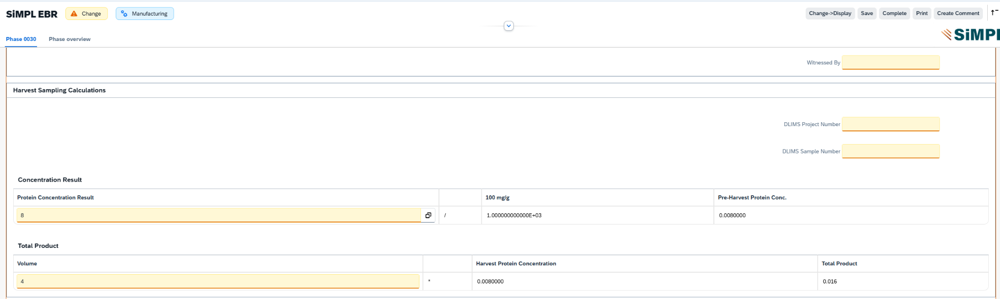 SiMPL EBR Change Manufacturing Change->Display Save Complete Print Create Comment
Phase 0030 Phase overview
SiMPL
Witnessed By
Harvest Sampling Calculations
DLIMS Project Number
DLIMS Sample Number
Concentration Result
Protein Concentration Result 100 mg/g Pre-Harvest Protein Conc.
8 / 1.000000000000E+03 0.0080000
Total Product
Volume Harvest Protein Concentration Total Product
4 * 0.0080000 0.016